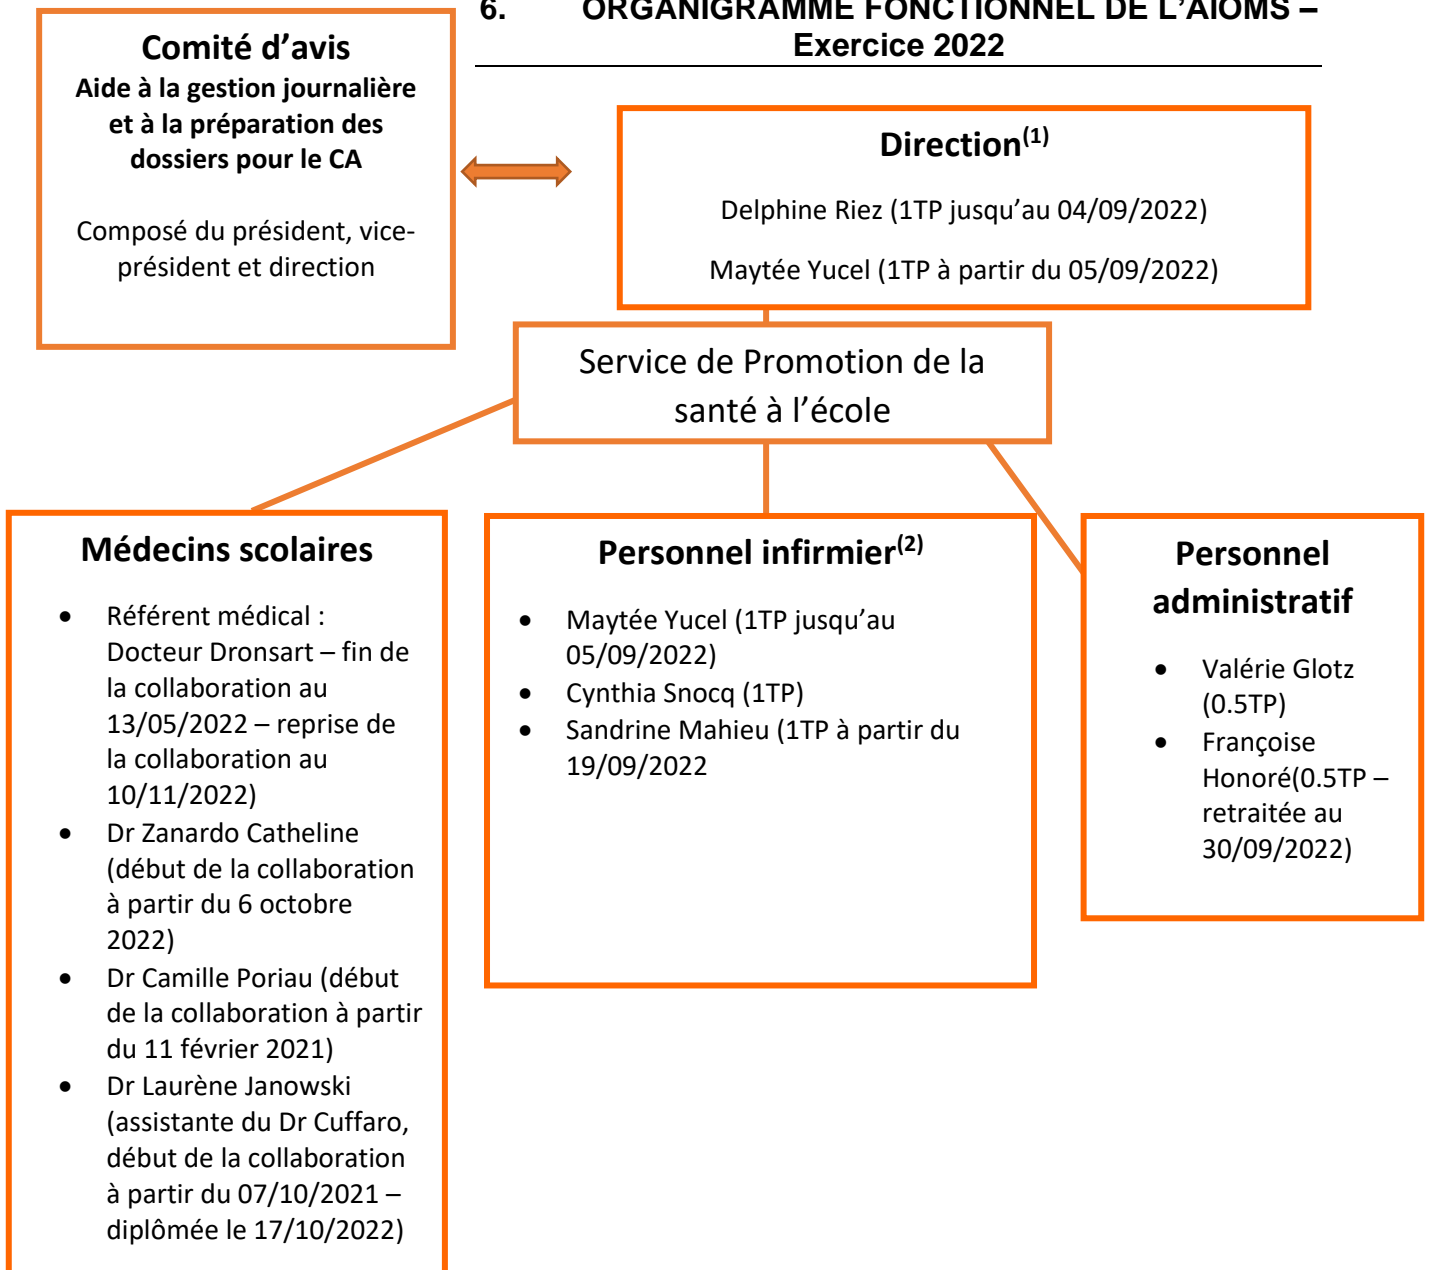 6. ORGANIGRAMME FONCTIONNEL DE L’AIOMS –
Exercice 2022
Comité d’avis
Aide à la gestion journalière
et à la préparation des
dossiers pour le CA
Composé du président, vice-
président et direction
Direction(1)
Delphine Riez (1TP jusqu’au 04/09/2022)
Maytée Yucel (1TP à partir du 05/09/2022)
Service de Promotion de la
santé à l’école
Médecins scolaires
• Référent médical :
Docteur Dronsart – fin de
la collaboration au
13/05/2022 – reprise de
la collaboration au
10/11/2022)
• Dr Zanardo Catheline
(début de la collaboration
à partir du 6 octobre
2022)
• Dr Camille Poriau (début
de la collaboration à partir
du 11 février 2021)
• Dr Laurène Janowski
(assistante du Dr Cuffaro,
début de la collaboration
à partir du 07/10/2021 –
diplômée le 17/10/2022)
Personnel infirmier(2)
• Maytée Yucel (1TP jusqu’au
05/09/2022)
• Cynthia Snocq (1TP)
• Sandrine Mahieu (1TP à partir du
19/09/2022
Personnel
administratif
• Valérie Glotz
(0.5TP)
• Françoise
Honoré(0.5TP –
retraitée au
30/09/2022)